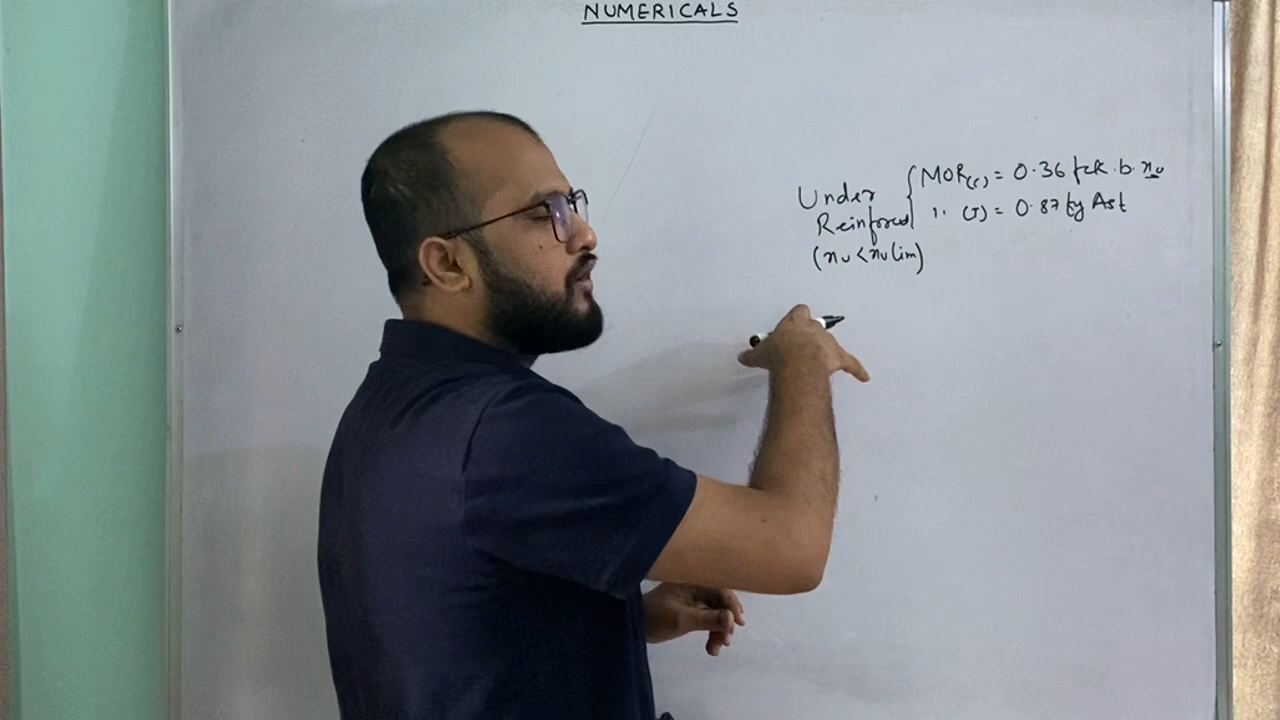 NUMERICALS
Under
Reinforced
(xu<xu lim)
MOR(c) = 0.36 fck.b.xu
1. (T) = 0.87 fy Ast